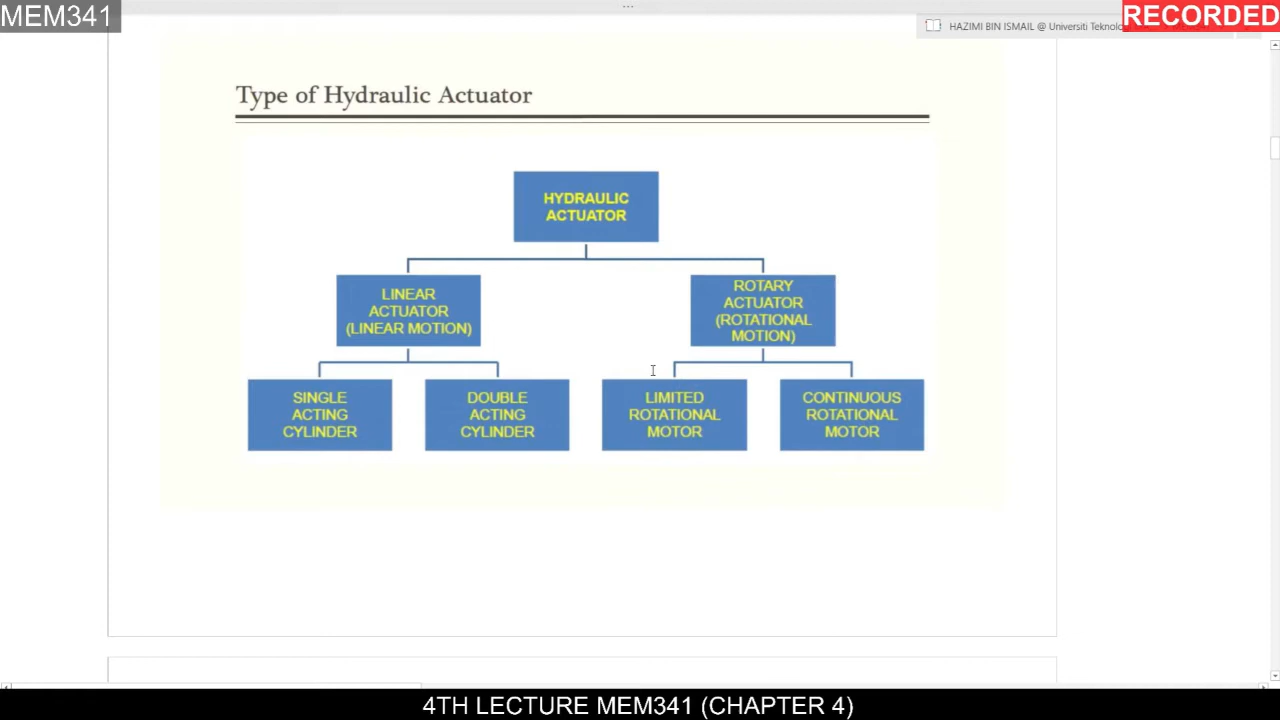 MEM341
RECORDED
HAZIMI BIN ISMAIL @ Universiti
Type of Hydraulic Actuator
HYDRAULIC
ACTUATOR
LINEAR
ACTUATOR
(LINEAR MOTION)
ROTARY
ACTUATOR
(ROTATIONAL
MOTION)
SINGLE
ACTING
CYLINDER
DOUBLE
ACTING
CYLINDER
LIMITED
ROTATIONAL
MOTOR
CONTINUOUS
ROTATIONAL
MOTOR
4TH LECTURE MEM341 (CHAPTER 4)